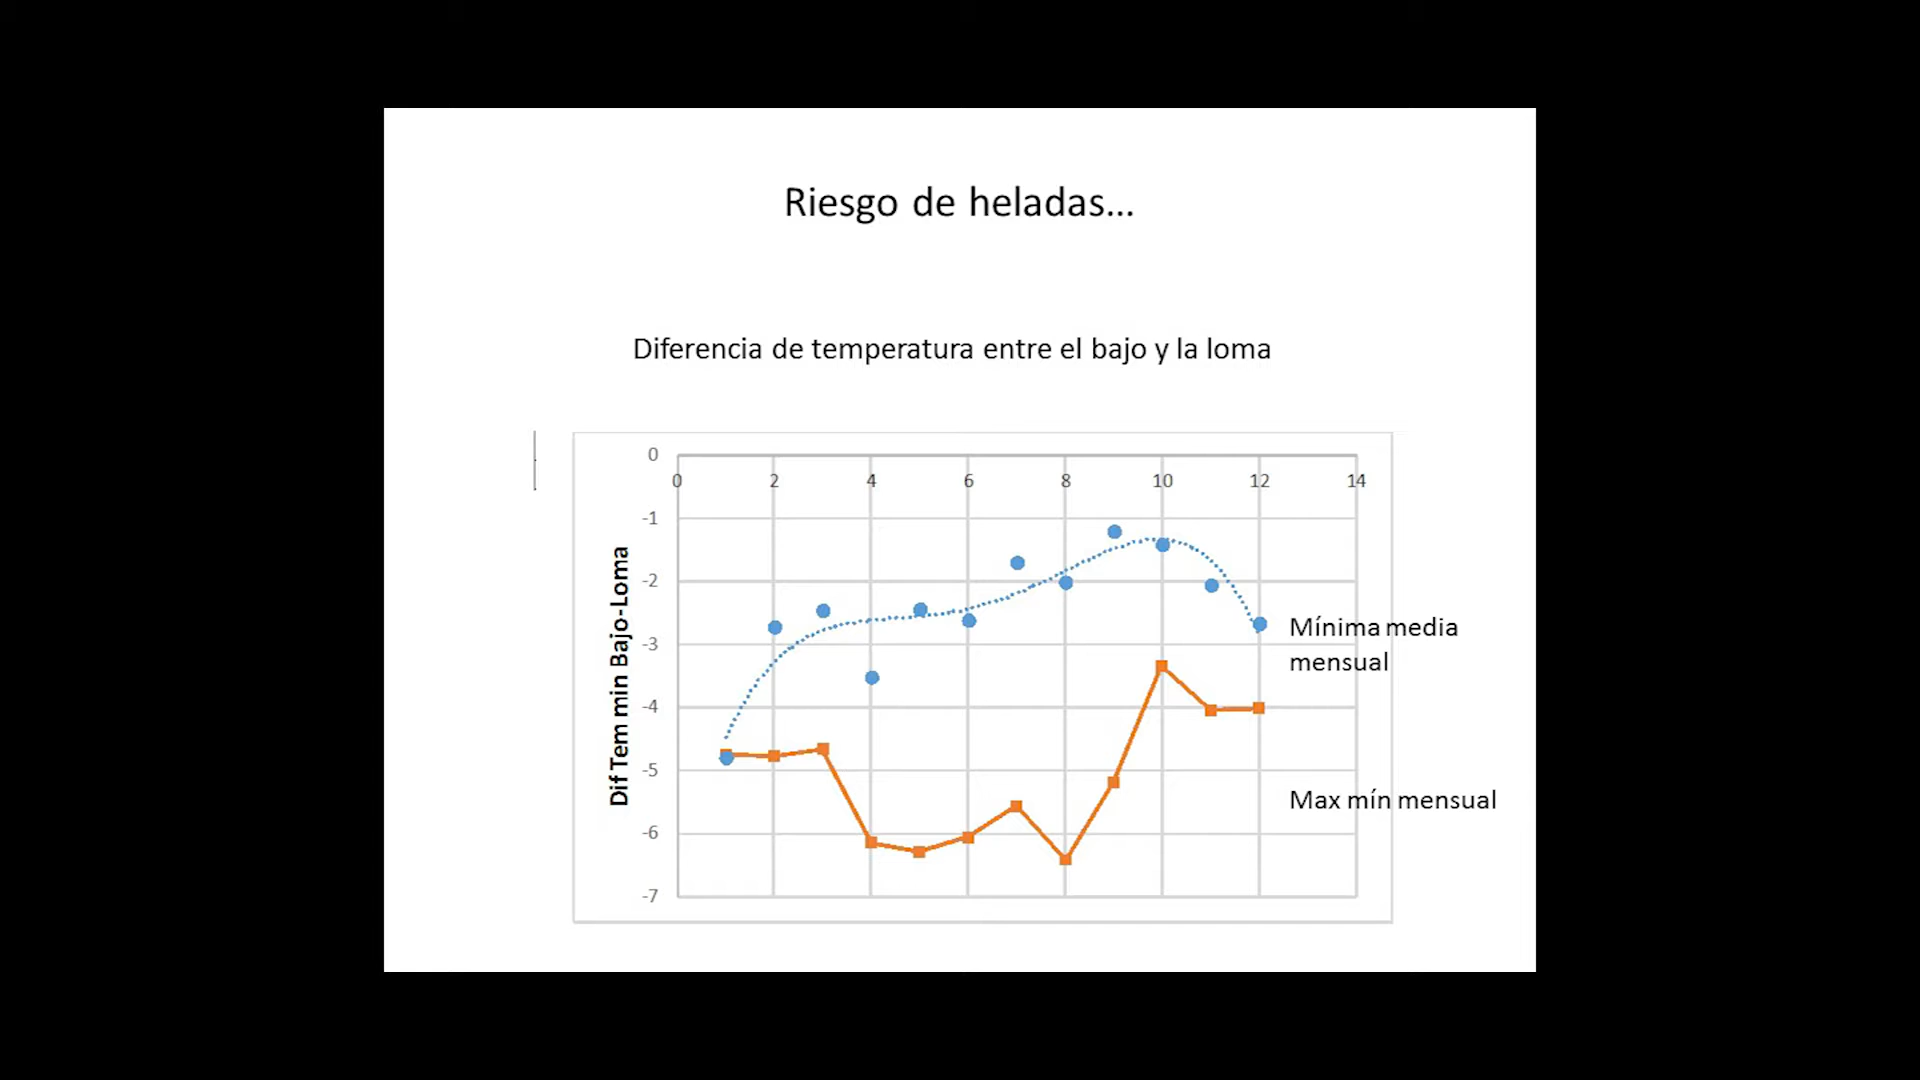 Riesgo de heladas...
Diferencia de temperatura entre el bajo y la loma
0
0 2 4 6 8 10 12 14
-1
-2
-3
-4
-5
-6
-7
Dif Tem min Bajo-Loma
Mínima media
mensual
Max mín mensual